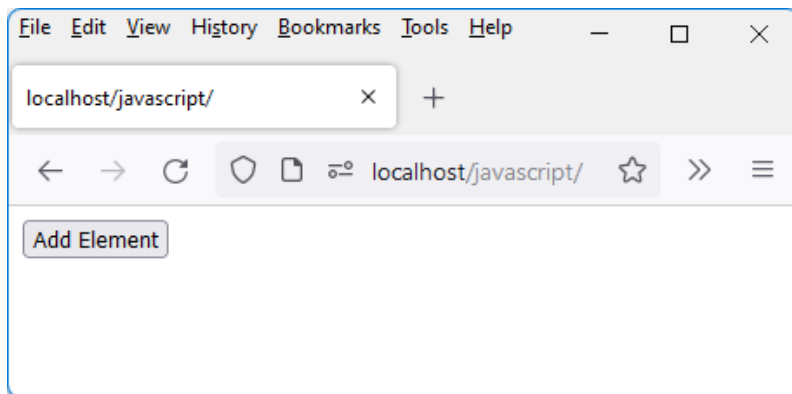 File Edit View History Bookmarks Tools Help
localhost/javascript/
localhost/javascript/
Add Element